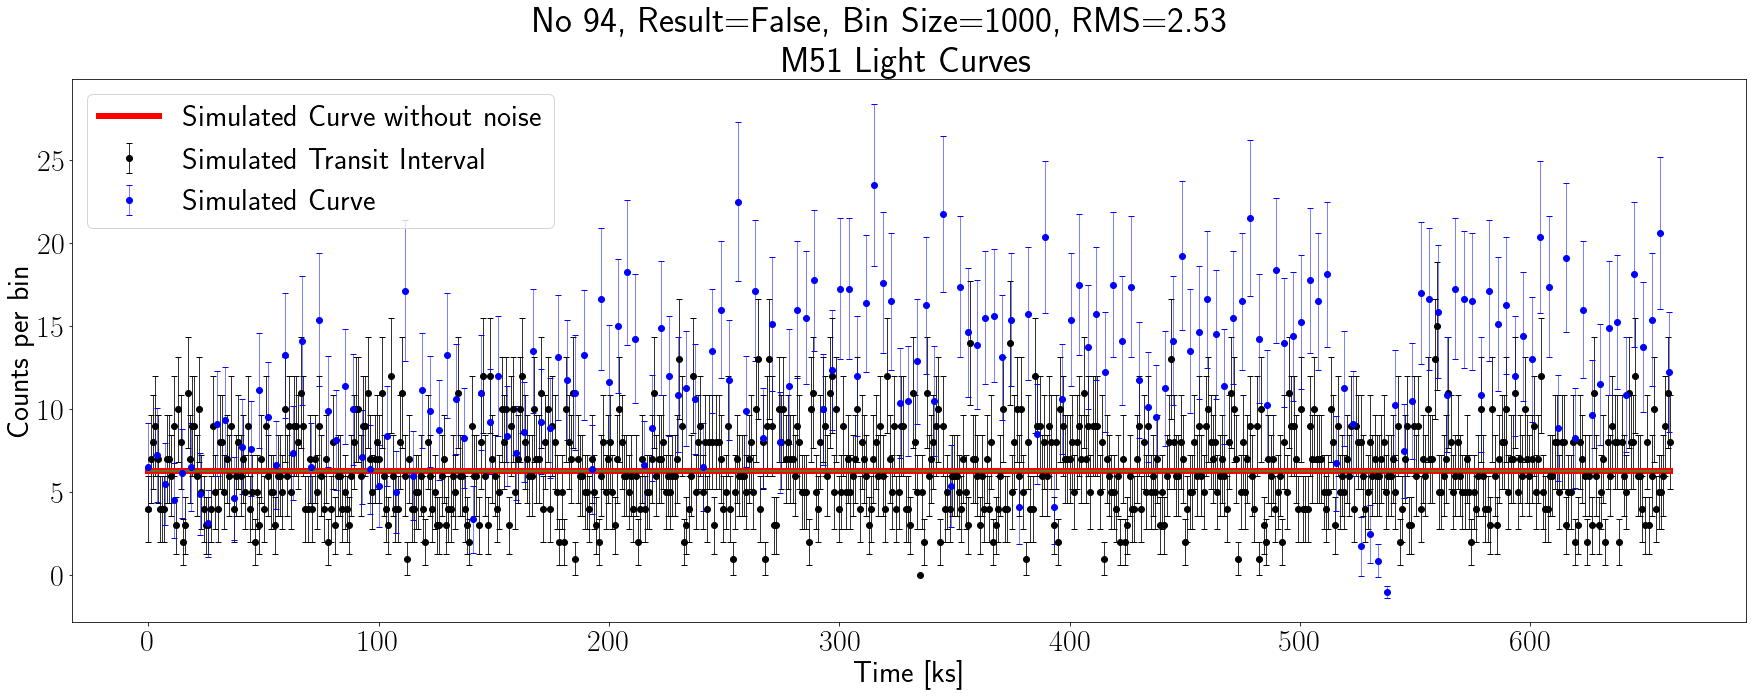 No 94, Result=False, Bin Size=1000, RMS=2.53
M51 Light Curves
Simulated Curve without noise
Simulated Transit Interval
Simulated Curve
Counts per bin
25
20
15
10
5
0
0 100 200 300 400 500 600
Time [ks]